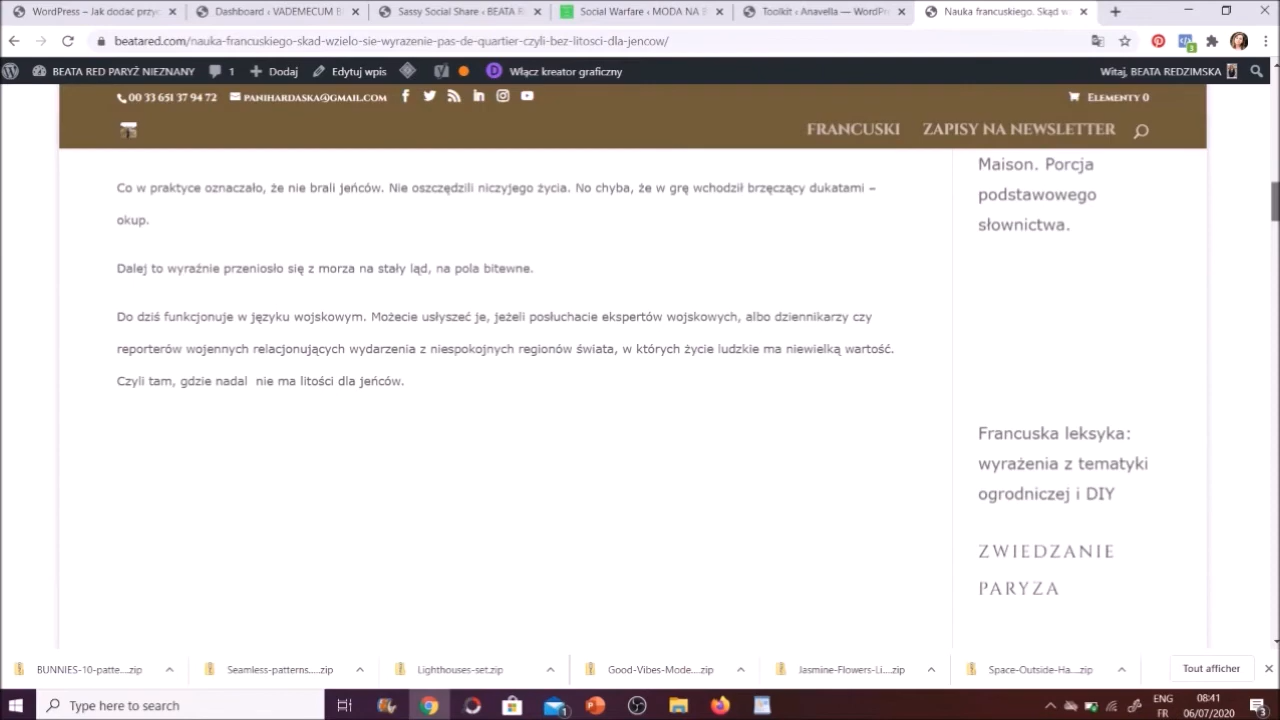 WordPress – Jak dodać przyc
Dashboard ‹ VADEMECUM B
Sassy Social Share ‹ BEATA R
Social Warfare ‹ MODA NA B
Toolkit ‹ Anavella — WordPr
Nauka francuskiego. Skąd w
beatared.com/nauka-francuskiego-skad-wzielo-sie-wyrazenie-pas-de-quartier-czyli-bez-litosci-dla-jencow/
3
BEATA RED PARYŻ NIEZNANY
1
Dodaj
Edytuj wpis
D Włącz kreator graficzny
Witaj, BEATA REDZIMSKA
00 33 651 37 94 72
PANIHARDASKA@GMAIL.COM
Elementy 0
FRANCUSKI
ZAPISY NA NEWSLETTER
Co w praktyce oznaczało, że nie brali jeńców. Nie oszczędzili niczyjego życia. No chyba, że w grę wchodził brzęczący dukatami –
okup.
Dalej to wyraźnie przeniosło się z morza na stały ląd, na pola bitewne.
Do dziś funkcjonuje w języku wojskowym. Możecie usłyszeć je, jeżeli posłuchacie ekspertów wojskowych, albo dziennikarzy czy
reporterów wojennych relacjonujących wydarzenia z niespokojnych regionów świata, w których życie ludzkie ma niewielką wartość.
Czyli tam, gdzie nadal nie ma litości dla jeńców.
Maison. Porcja
podstawowego
słownictwa.
Francuska leksyka:
wyrażenia z tematyki
ogrodniczej i DIY
ZWIEDZANIE
PARYZA
BUNNIES-10-patte....zip
Seamless-patterns.....zip
Lighthouses-set.zip
Good-Vibes-Mode....zip
Jasmine-Flowers-Li....zip
Space-Outside-Ha....zip
Tout afficher
Type here to search
1
ENG
FR
08:41
06/07/2020
3